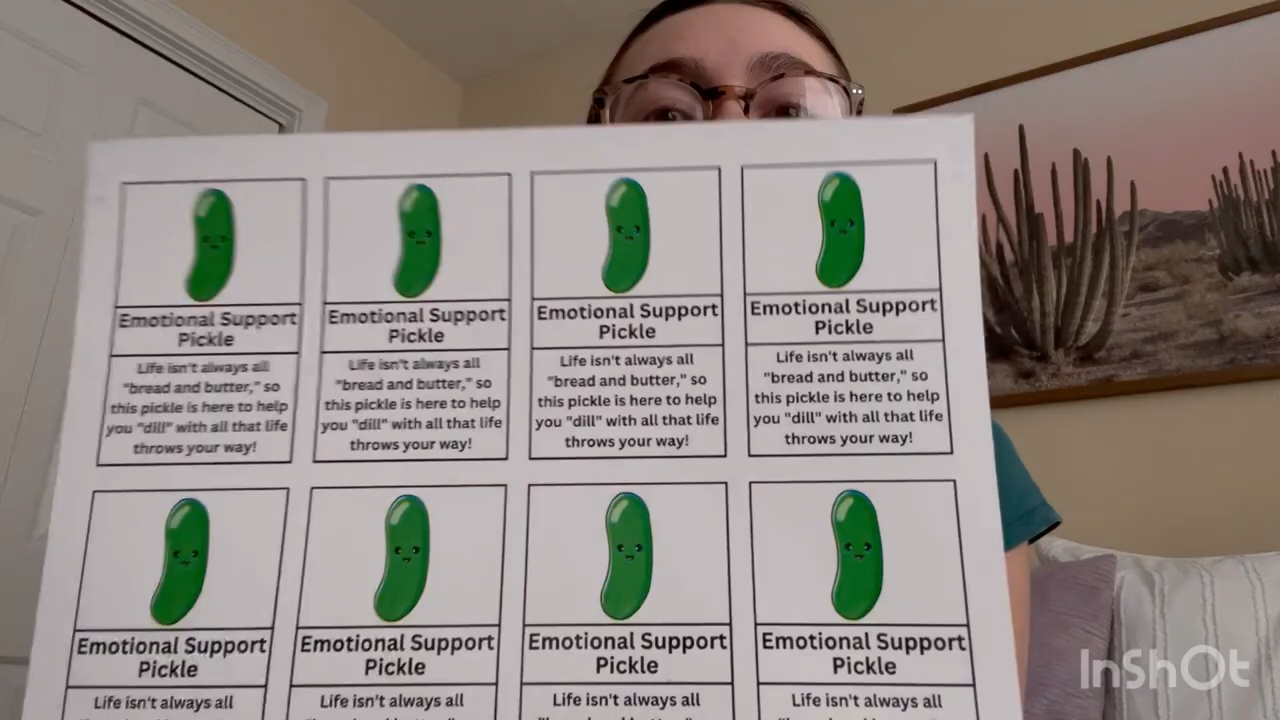 Emotional Support
Pickle
Life isn't always all
"bread and butter," so
this pickle is here to help
you "dill" with all that life
throws your way!
Emotional Support
Pickle
Life isn't always all
"bread and butter," so
this pickle is here to help
you "dill" with all that life
throws your way!
Emotional Support
Pickle
Life isn't always all
"bread and butter," so
this pickle is here to help
you "dill" with all that life
throws your way!
Emotional Support
Pickle
Life isn't always all
"bread and butter," so
this pickle is here to help
you "dill" with all that life
throws your way!
Emotional Support
Pickle
Life isn't always all
Emotional Support
Pickle
Life isn't always all
Emotional Support
Pickle
Life isn't always all
Emotional Support
Pickle
Life isn't always all
InShOt